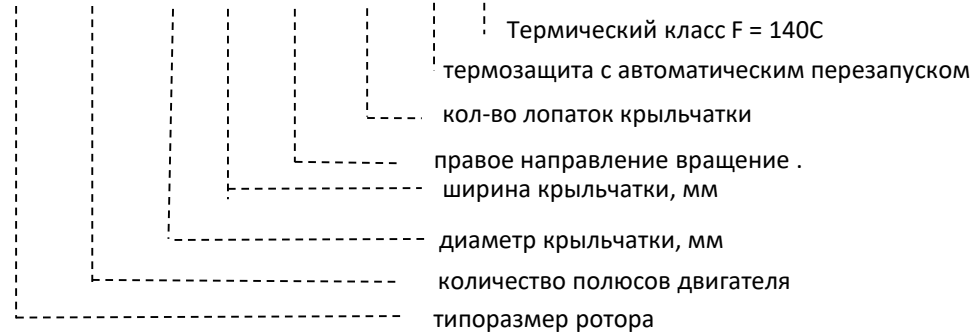 Термический класс F = 140С
термозащита с автоматическим перезапуском
кол-во лопаток крыльчатки
правое направление вращение .
ширина крыльчатки, мм
диаметр крыльчатки, мм
количество полюсов двигателя
типоразмер ротора